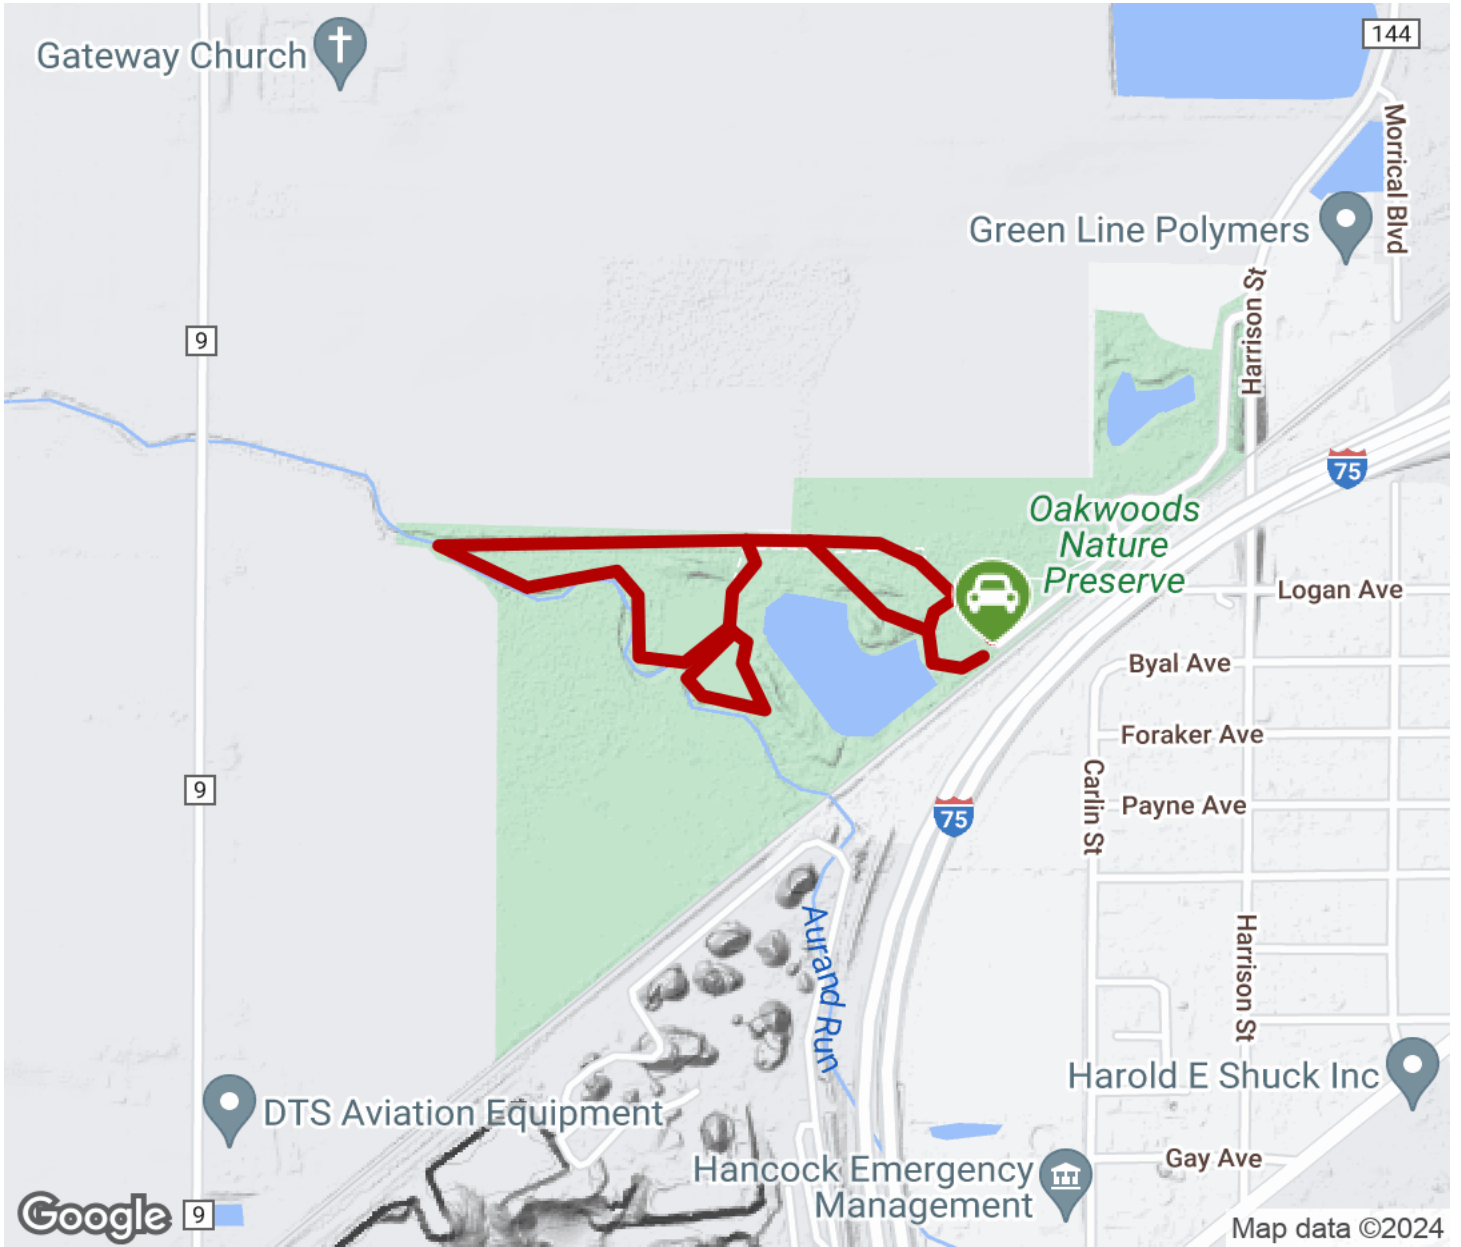 Gateway Church
144
Morrical Blvd
Green Line Polymers
Harrison St
9
75
Oakwoods
Nature
Preserve
Logan Ave
Byal Ave
Foraker Ave
9
75
Carlin St
Payne Ave
Aurand Run
Harrison St
DTS Aviation Equipment
Harold E Shuck Inc
Hancock Emergency
Management
Gay Ave
Google
9
Map data ©2024